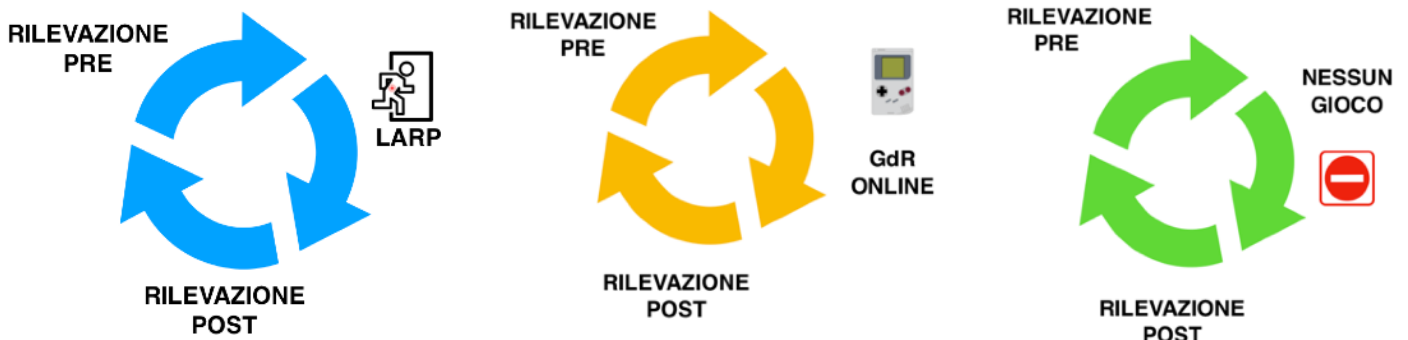 RILEVAZIONE
PRE
LARP
RILEVAZIONE
POST
RILEVAZIONE
PRE
GdR
ONLINE
RILEVAZIONE
POST
RILEVAZIONE
PRE
NESSUN
GIOCO
RILEVAZIONE
POST